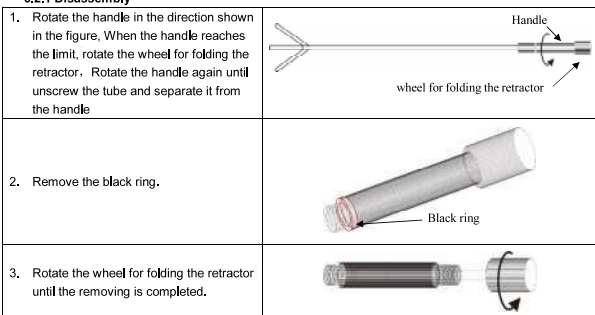 6.2.1 Disassembly
1. Rotate the handle in the direction shown
in the figure, When the handle reaches
the limit, rotate the wheel for folding the
retractor, Rotate the handle again until
unscrew the tube and separate it from
the handle
Handle
wheel for folding the retractor
2. Remove the black ring.
Black ring
3. Rotate the wheel for folding the retractor
until the removing is completed.